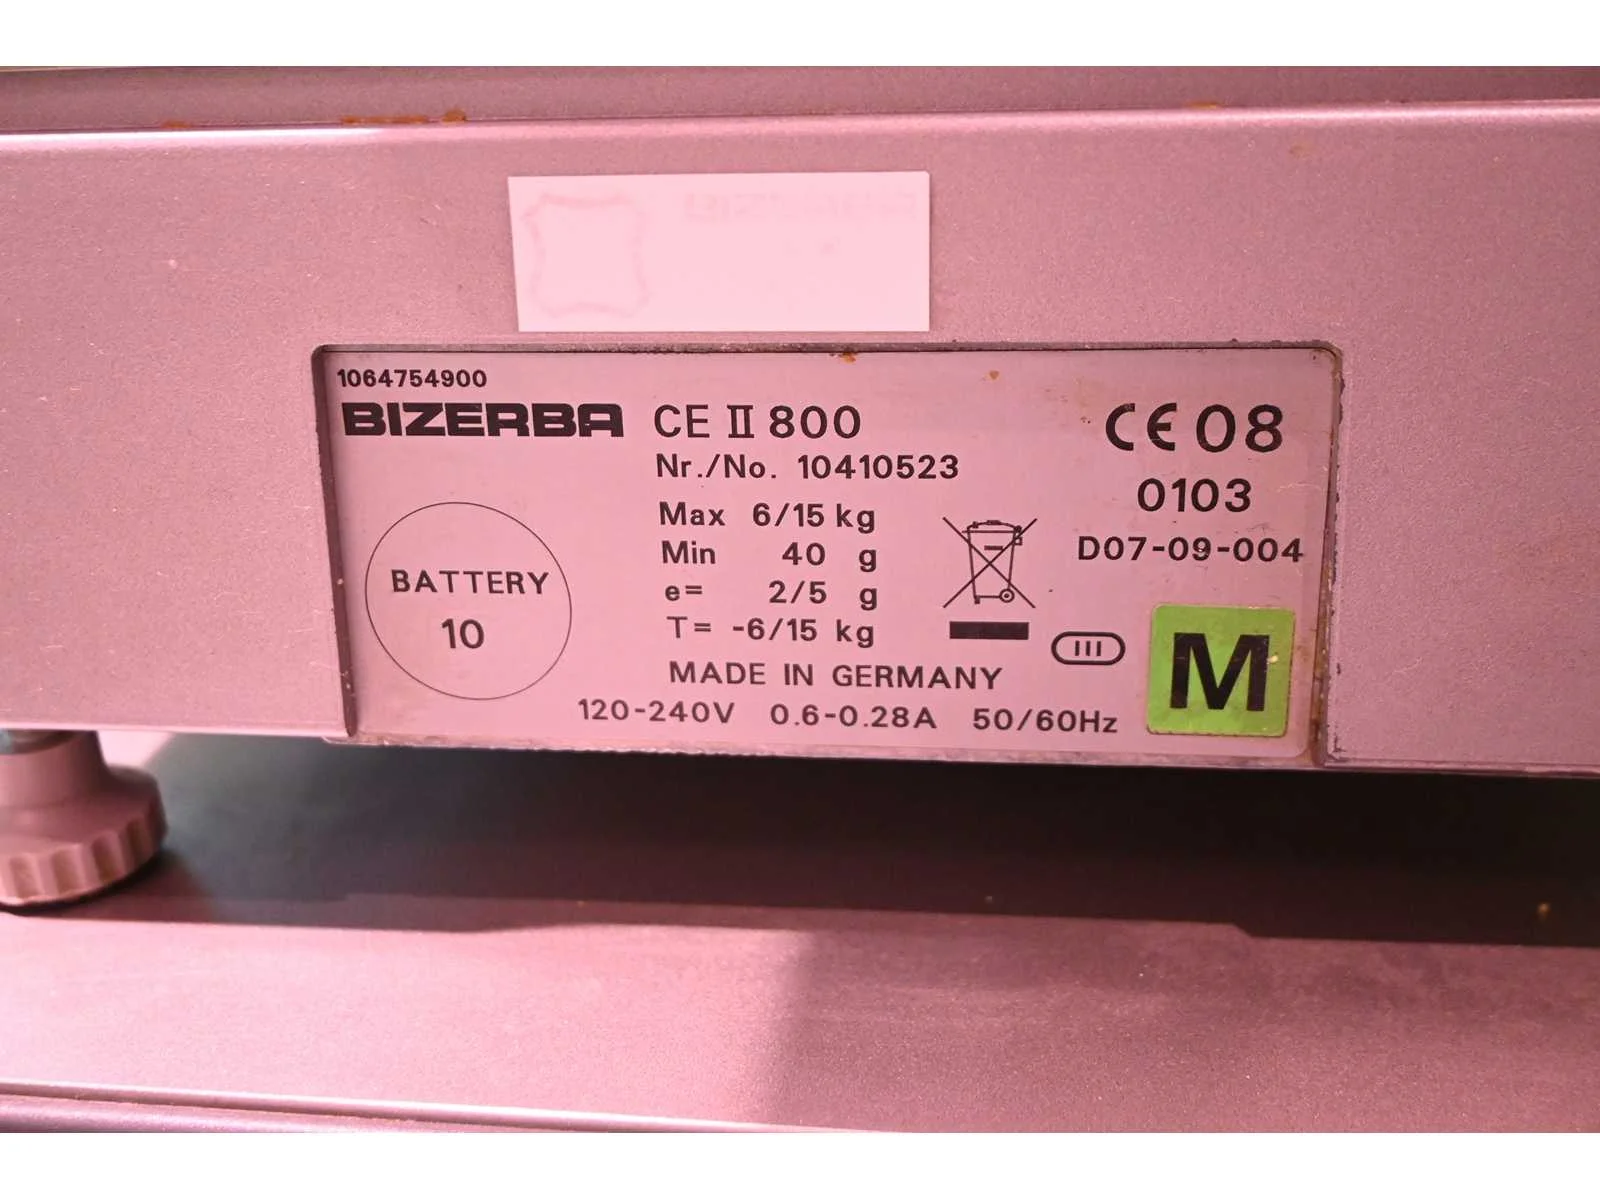 1064754900
BIZERBA CE II 800
Nr./No. 10410523
Max 6/15 kg
Min 40 g
e= 2/5 g
T= -6/15 kg
MADE IN GERMANY
120-240V 0.6-0.28A 50/60Hz
BATTERY
10
CE 08
0103
D07-09-004
III
M